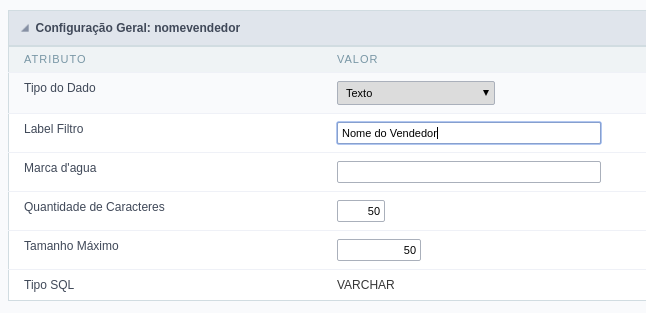 Configuração Geral: nomevendedor
ATRIBUTO VALOR
Tipo do Dado Texto
Label Filtro Nome do Vendedor
Marca d'agua
Quantidade de Caracteres 50
Tamanho Máximo 50
Tipo SQL VARCHAR